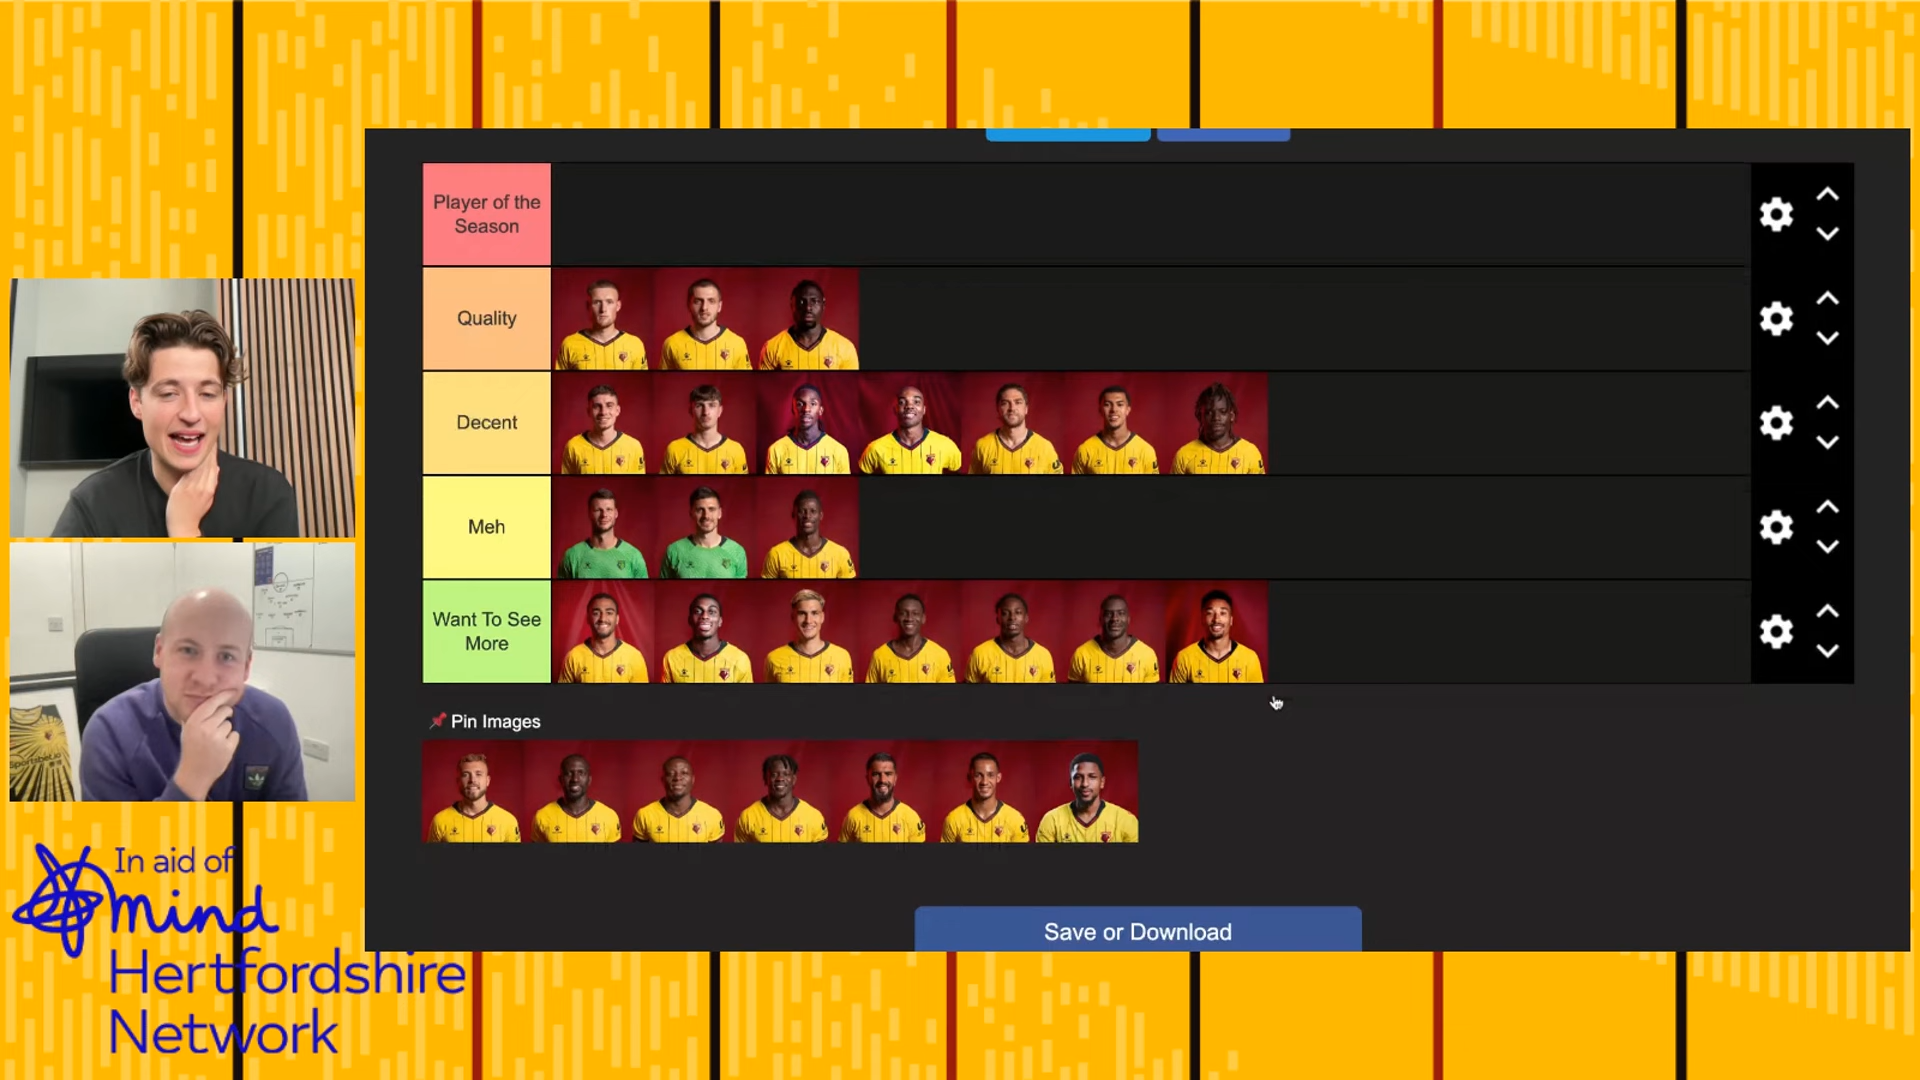 Player of the
Season
Quality
Decent
Meh
Want To See
More
Pin Images
Save or Download
In aid of
mind
Hertfordshire
Network
Sportsbet